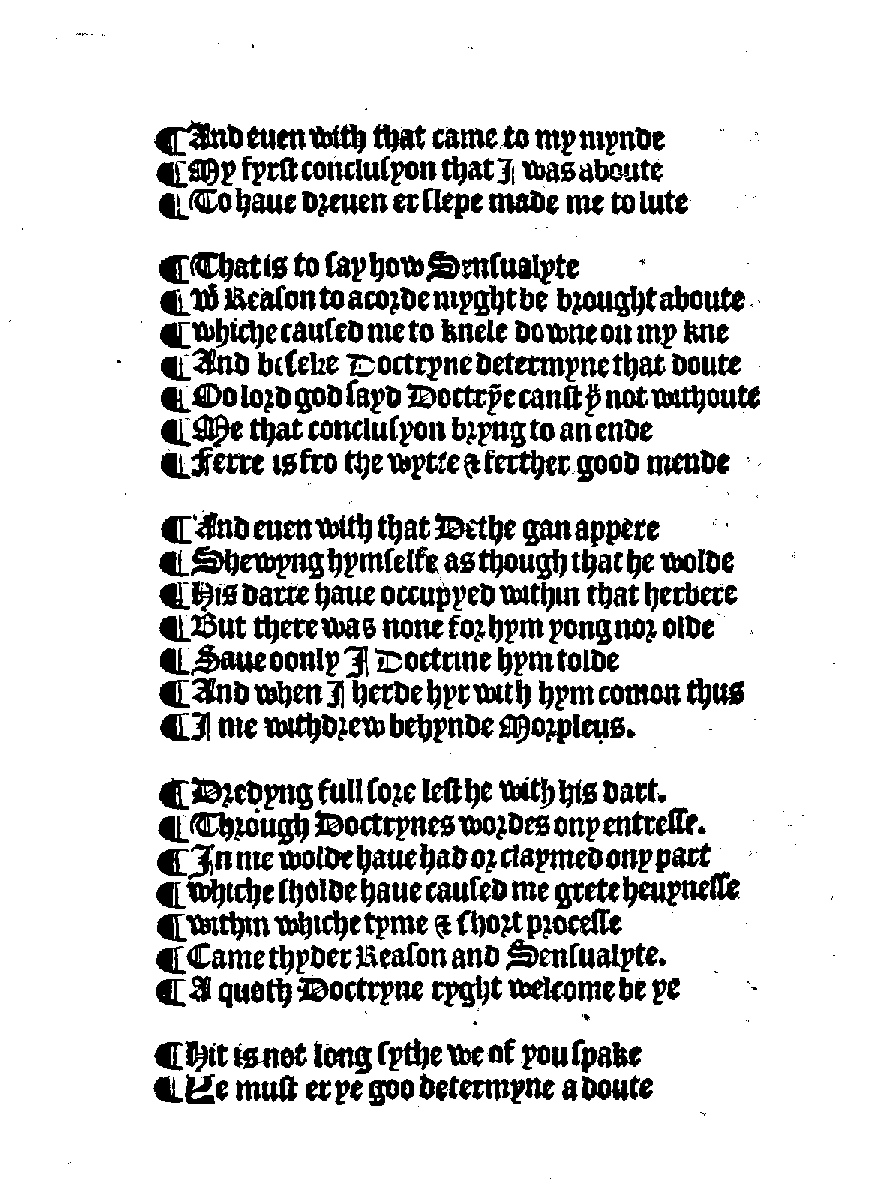 ¶And euen with that came to my mynde
¶My fyrst conclusyon that I was aboute
¶To haue dreuen er slepe made me to lute
¶That is to say how Sensualyte
¶W̄ Reason to acorde myght be brought aboute
¶whiche caused me to knele downe on my kne
¶And beseke Doctryne determyne that doute
¶Oo lord god sayd Doctrȳe canst yͧ not withoute
¶Me that conclusyon bryng to an ende
¶Ferre is fro the wytte & ferther good mende
¶And euen with that Dethe gan appere
¶Shewyng hymselfe as though that he wolde
¶His darte haue occupyed within that herbere
¶But there was none for hym yong nor olde
¶Saue oonly I Doctrine hym tolde
¶And when I herde hyr with hym comon thus
¶I me withdrew behynde Morpleus.
¶Dredyng full sore lest he with his dart.
¶Through Doctrynes wordes ony entresse.
¶In me wolde haue had or claymed ony part
¶whiche sholde haue caused me grete heuynesse
¶within whiche tyme & short processe
¶Came thyder Reason and Sensualyte.
¶A quoth Doctryne ryght welcome be ye
¶Hit is not long sythe we of you spake
¶Ye must er ye goo determyne a doute